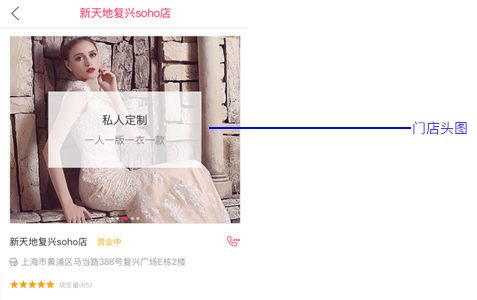 新天地复兴soho店
私人定制
一人一版一衣一款
门店头图
新天地复兴soho店 营业中
上海市黄浦区马当路388号复兴广场E栋2楼
成交量(65)